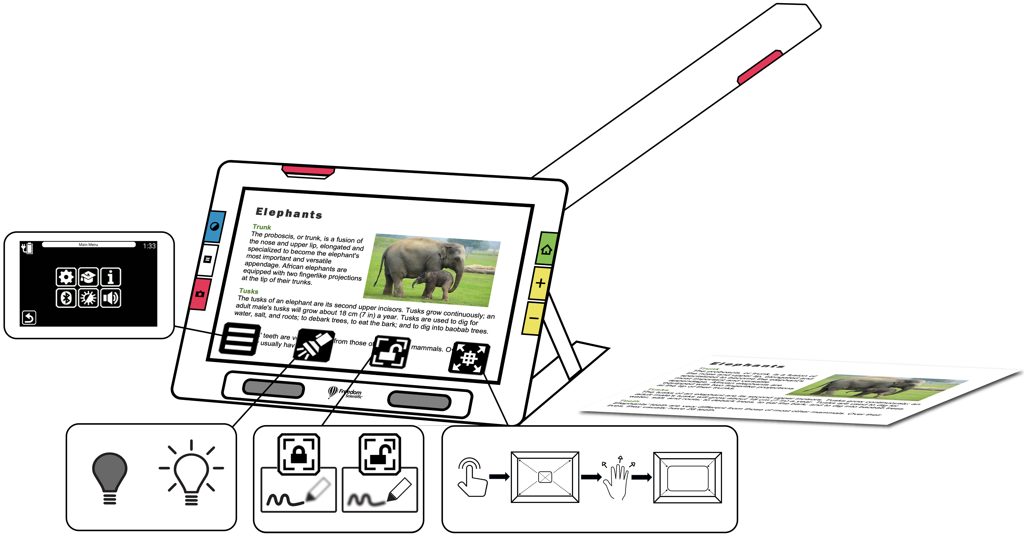 Elephants
Trunk
The proboscis, or trunk, is a fusion of
the nose and upper lip, elongated and
specialized to become the elephant's
most important and versatile
appendage. African elephants are
equipped with two fingerlike projections
at the tip of their trunks.
Tusks
The tusks of an elephant are its second upper incisors. Tusks grow continuously; an
adult male's tusks will grow about 18 cm (7 in) a year. Tusks are used to dig for
water, salt, and roots; to debark trees, to eat the bark; and to dig into baobab trees.
teeth are from those mammals.
usually
Main Menu
1:33
+
−
Freedom
Scientific
Elephants
Trunk
Tusks